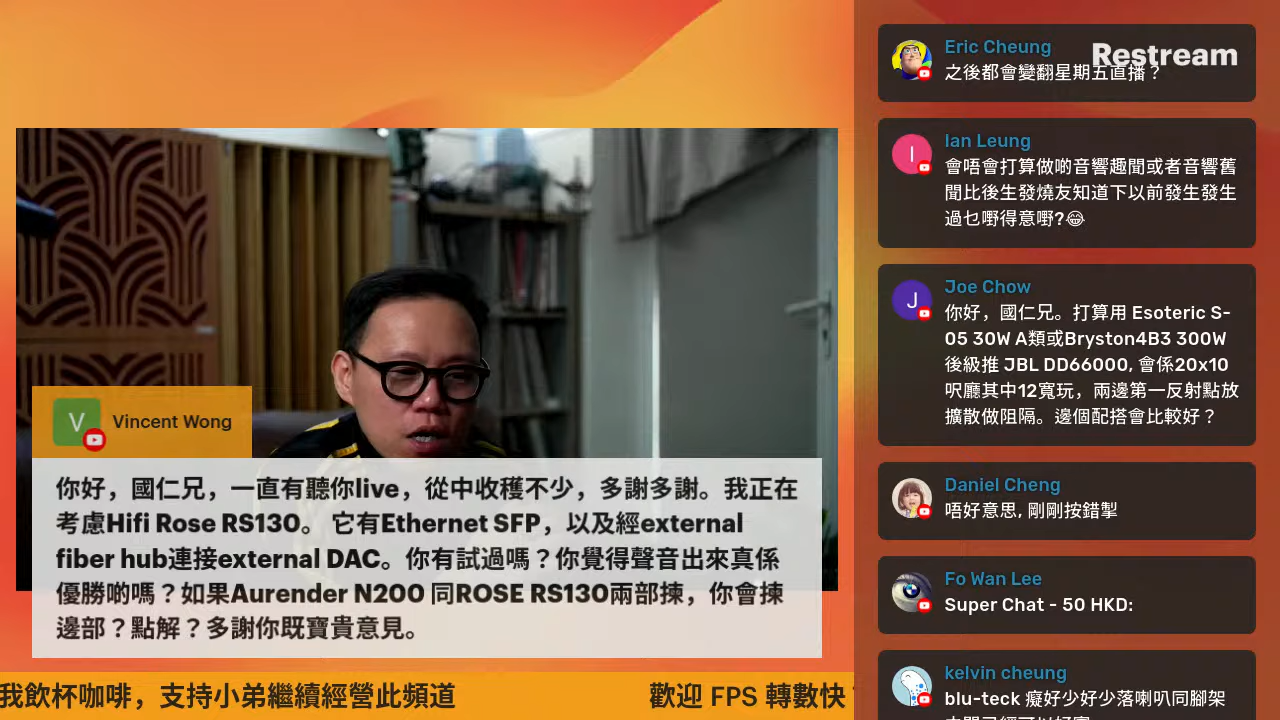 Restream
Eric Cheung
之後都會變翻星期五直播？
Ian Leung
會唔會打算做啲音響趣聞或者音響舊
聞比後生發燒友知道下以前發生發生
過乜嘢得意嘢?😂
Joe Chow
你好，國仁兄。打算用 Esoteric S-
05 30W A類或Bryston4B3 300W
後級推 JBL DD66000, 會係20x10
呎廳其中12寬玩，兩邊第一反射點放
擴散做阻隔。邊個配搭會比較好？
Daniel Cheng
唔好意思, 剛剛按錯掣
Fo Wan Lee
Super Chat - 50 HKD:
kelvin cheung
blu-teck 癡好少好少落喇叭同腳架
V
Vincent Wong
你好，國仁兄，一直有聽你live，從中收穫不少，多謝多謝。我正在
考慮Hifi Rose RS130。 它有Ethernet SFP，以及經external
fiber hub連接external DAC。你有試過嗎？你覺得聲音出來真係
優勝啲嗎？如果Aurender N200 同ROSE RS130兩部揀，你會揀
邊部？點解？多謝你既寶貴意見。
我飲杯咖啡，支持小弟繼續經營此頻道
歡迎 FPS 轉數快